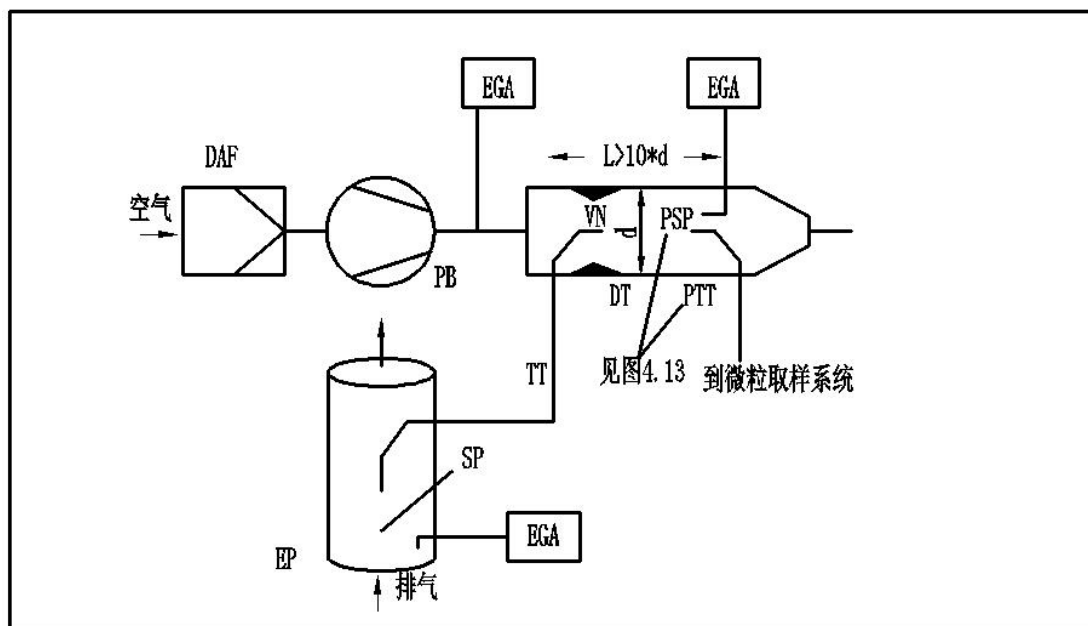 EGA
EGA
L>10*d
DAF
空气
VN
d
PSP
PB
DT
PTT
TT
见图4.13
到微粒取样系统
SP
EGA
EP
排气